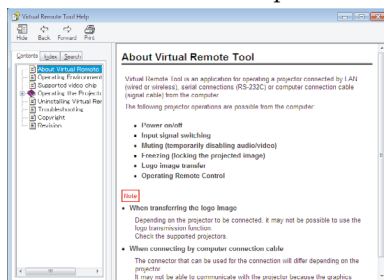 Virtual Remote Tool Help
Hide Back Forward Print
Contents Index Search
About Virtual Remote
Operating Environment
Supported video chip
Operating the Projecto
Uninstalling Virtual Rer
Troubleshooting
Copyright
Revision
About Virtual Remote Tool
Virtual Remote Tool is an application for operating a projector connected by LAN
(wired or wireless), serial connections (RS-232C) or computer connection cable
(signal cable) from the computer.
The following projector operations are possible from the computer:
• Power on/off
• Input signal switching
• Muting (temporarily disabling audio/video)
• Freezing (locking the projected image)
• Logo image transfer
• Operating Remote Control
Note
• When transferring the logo image
Depending on the projector to be connected, it may not be possible to use the
logo transmission function.
Check the supported projectors.
• When connecting by computer connection cable
The connector that can be used for the connection will differ depending on the
projector.
It may not be able to communicate with the projector because the graphics